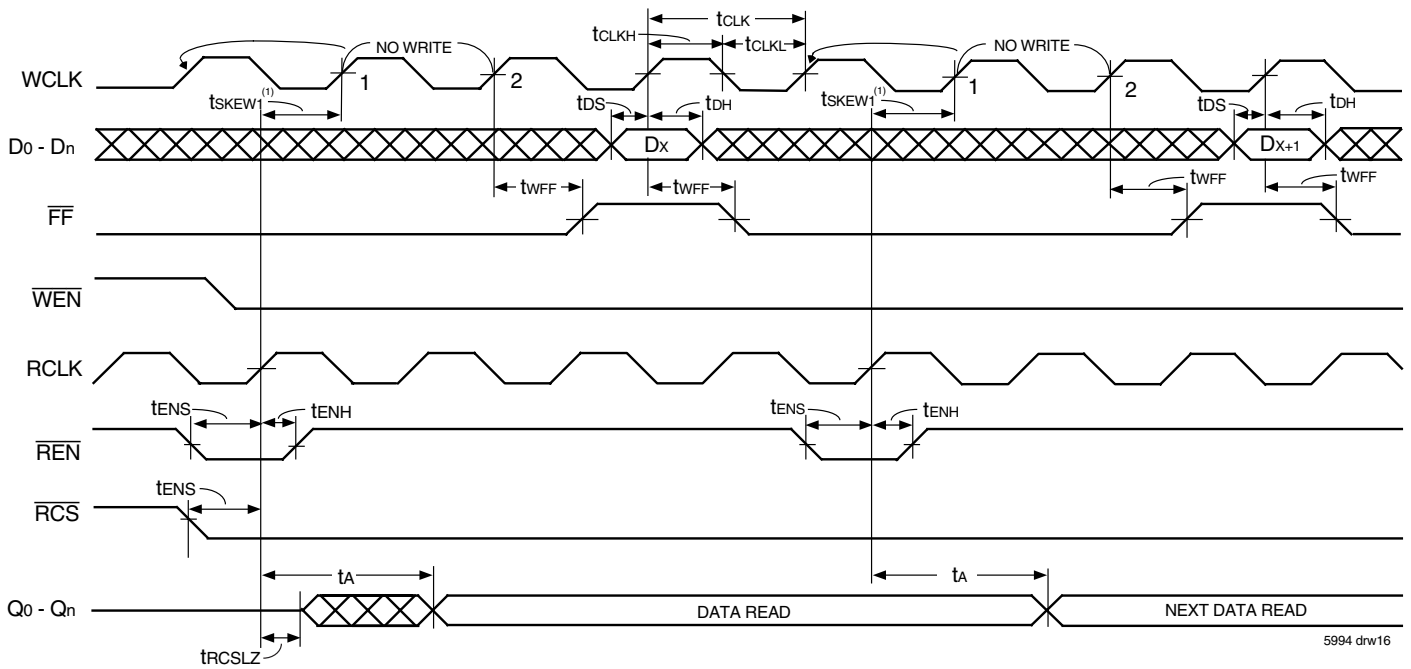 tCLK
tCLKH
tCLKL
NO WRITE
NO WRITE
WCLK
1
2
1
2
tSKEW1(1)
tDS
tDH
tSKEW1(1)
tDS
tDH
D0 - Dn
DX
DX+1
tWFF
tWFF
tWFF
tWFF
FF
WEN
RCLK
tENS
tENH
tENS
tENH
REN
tENS
RCS
tA
tA
Q0 - Qn
DATA READ
NEXT DATA READ
tRCSLZ
5994 drw16